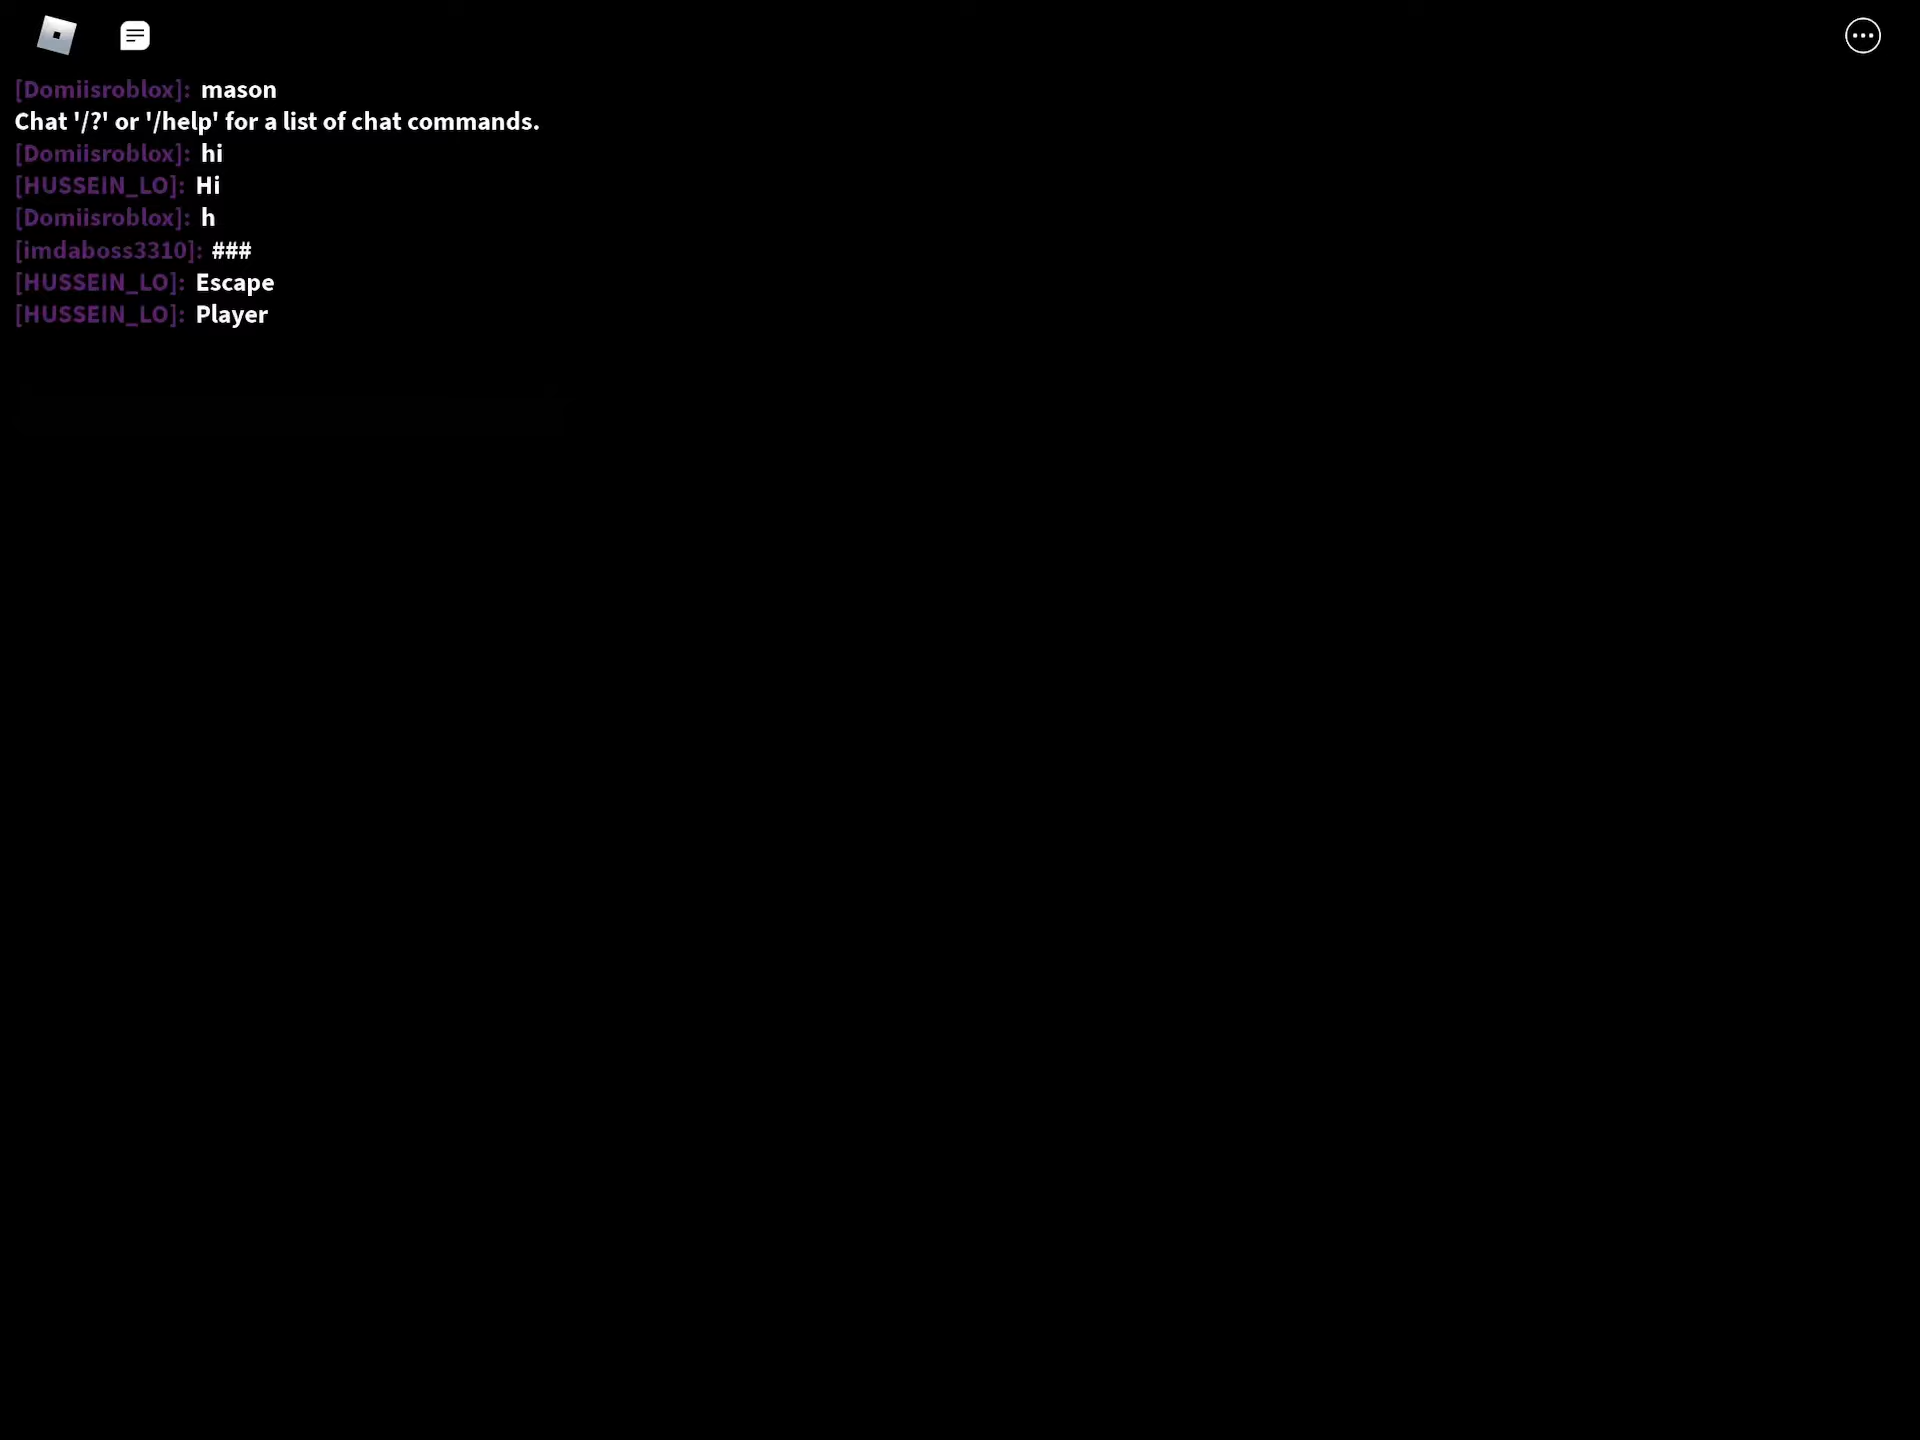 [Domiisroblox]: mason
Chat '/?' or '/help' for a list of chat commands.
[Domiisroblox]: hi
[HUSSEIN_LO]: Hi
[Domiisroblox]: h
[imdaboss3310]: ###
[HUSSEIN_LO]: Escape
[HUSSEIN_LO]: Player